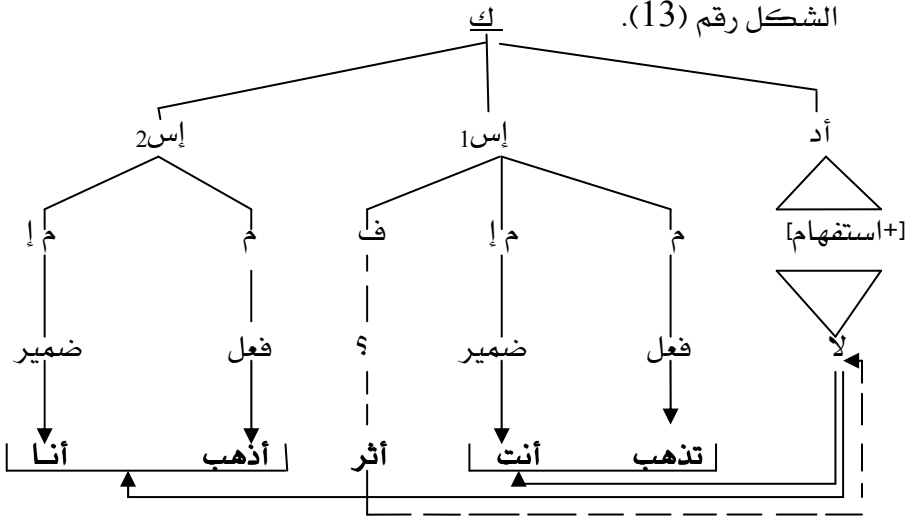 الشكل رقم (13).
ك
أد إس1 إس2
[+استفهام] م م إ ف م م إ
لا فعل ضمير ؟ فعل ضمير
تذهب أنت أثر أذهب أنا